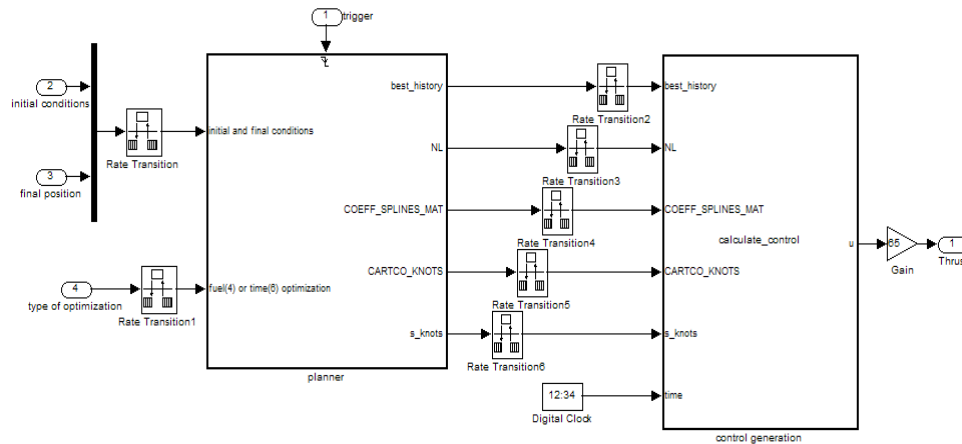 1 trigger
2
initial conditions
3
final position
Rate Transition
initial and final conditions
4
type of optimization
Rate Transition1
fuel(4) or time(6) optimization
best_history
NL
COEFF_SPLINES_MAT
CARTCO_KNOTS
s_knots
planner
Rate Transition2
Rate Transition3
Rate Transition4
Rate Transition5
Rate Transition6
12:34
Digital Clock
best_history
NL
COEFF_SPLINES_MAT
calculate_control
u
CARTCO_KNOTS
s_knots
time
control generation
65
Gain
1
Thrus